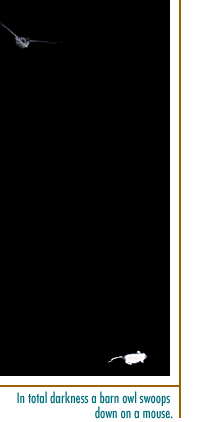 In total darkness a barn owl swoops
down on a mouse.